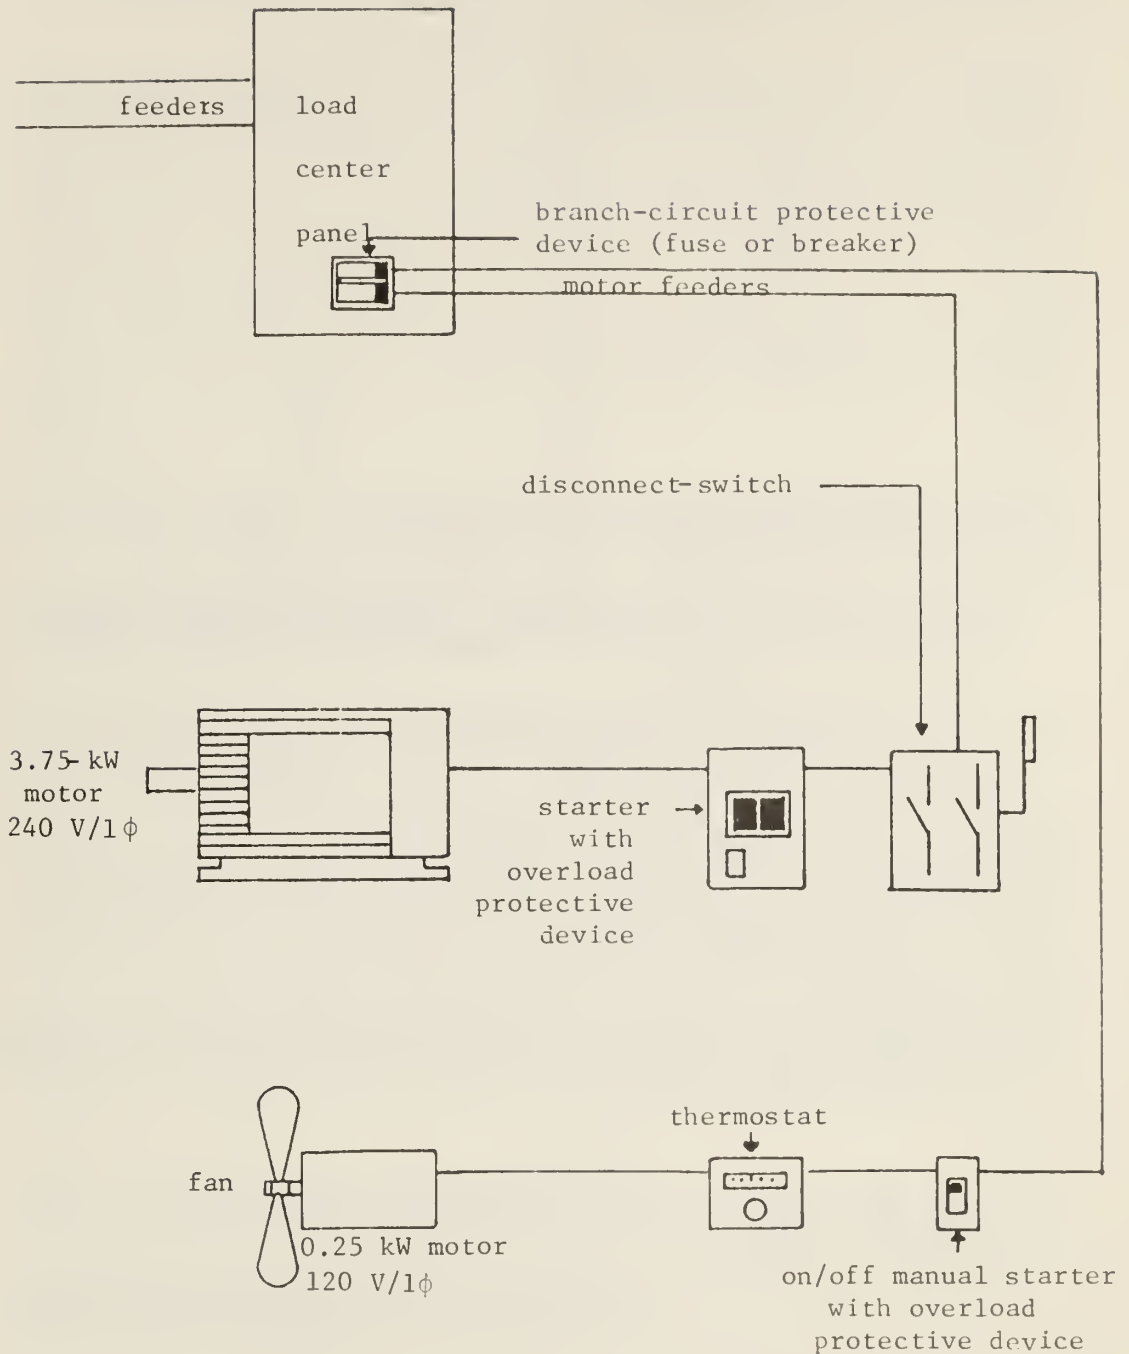 feeders
load
center
panel
branch-circuit protective
device (fuse or breaker)
motor feeders
disconnect-switch
3.75-kW
motor
240 V/1ϕ
starter
with
overload
protective
device
thermostat
fan
0.25 kW motor
120 V/1ϕ
on/off manual starter
with overload
protective device